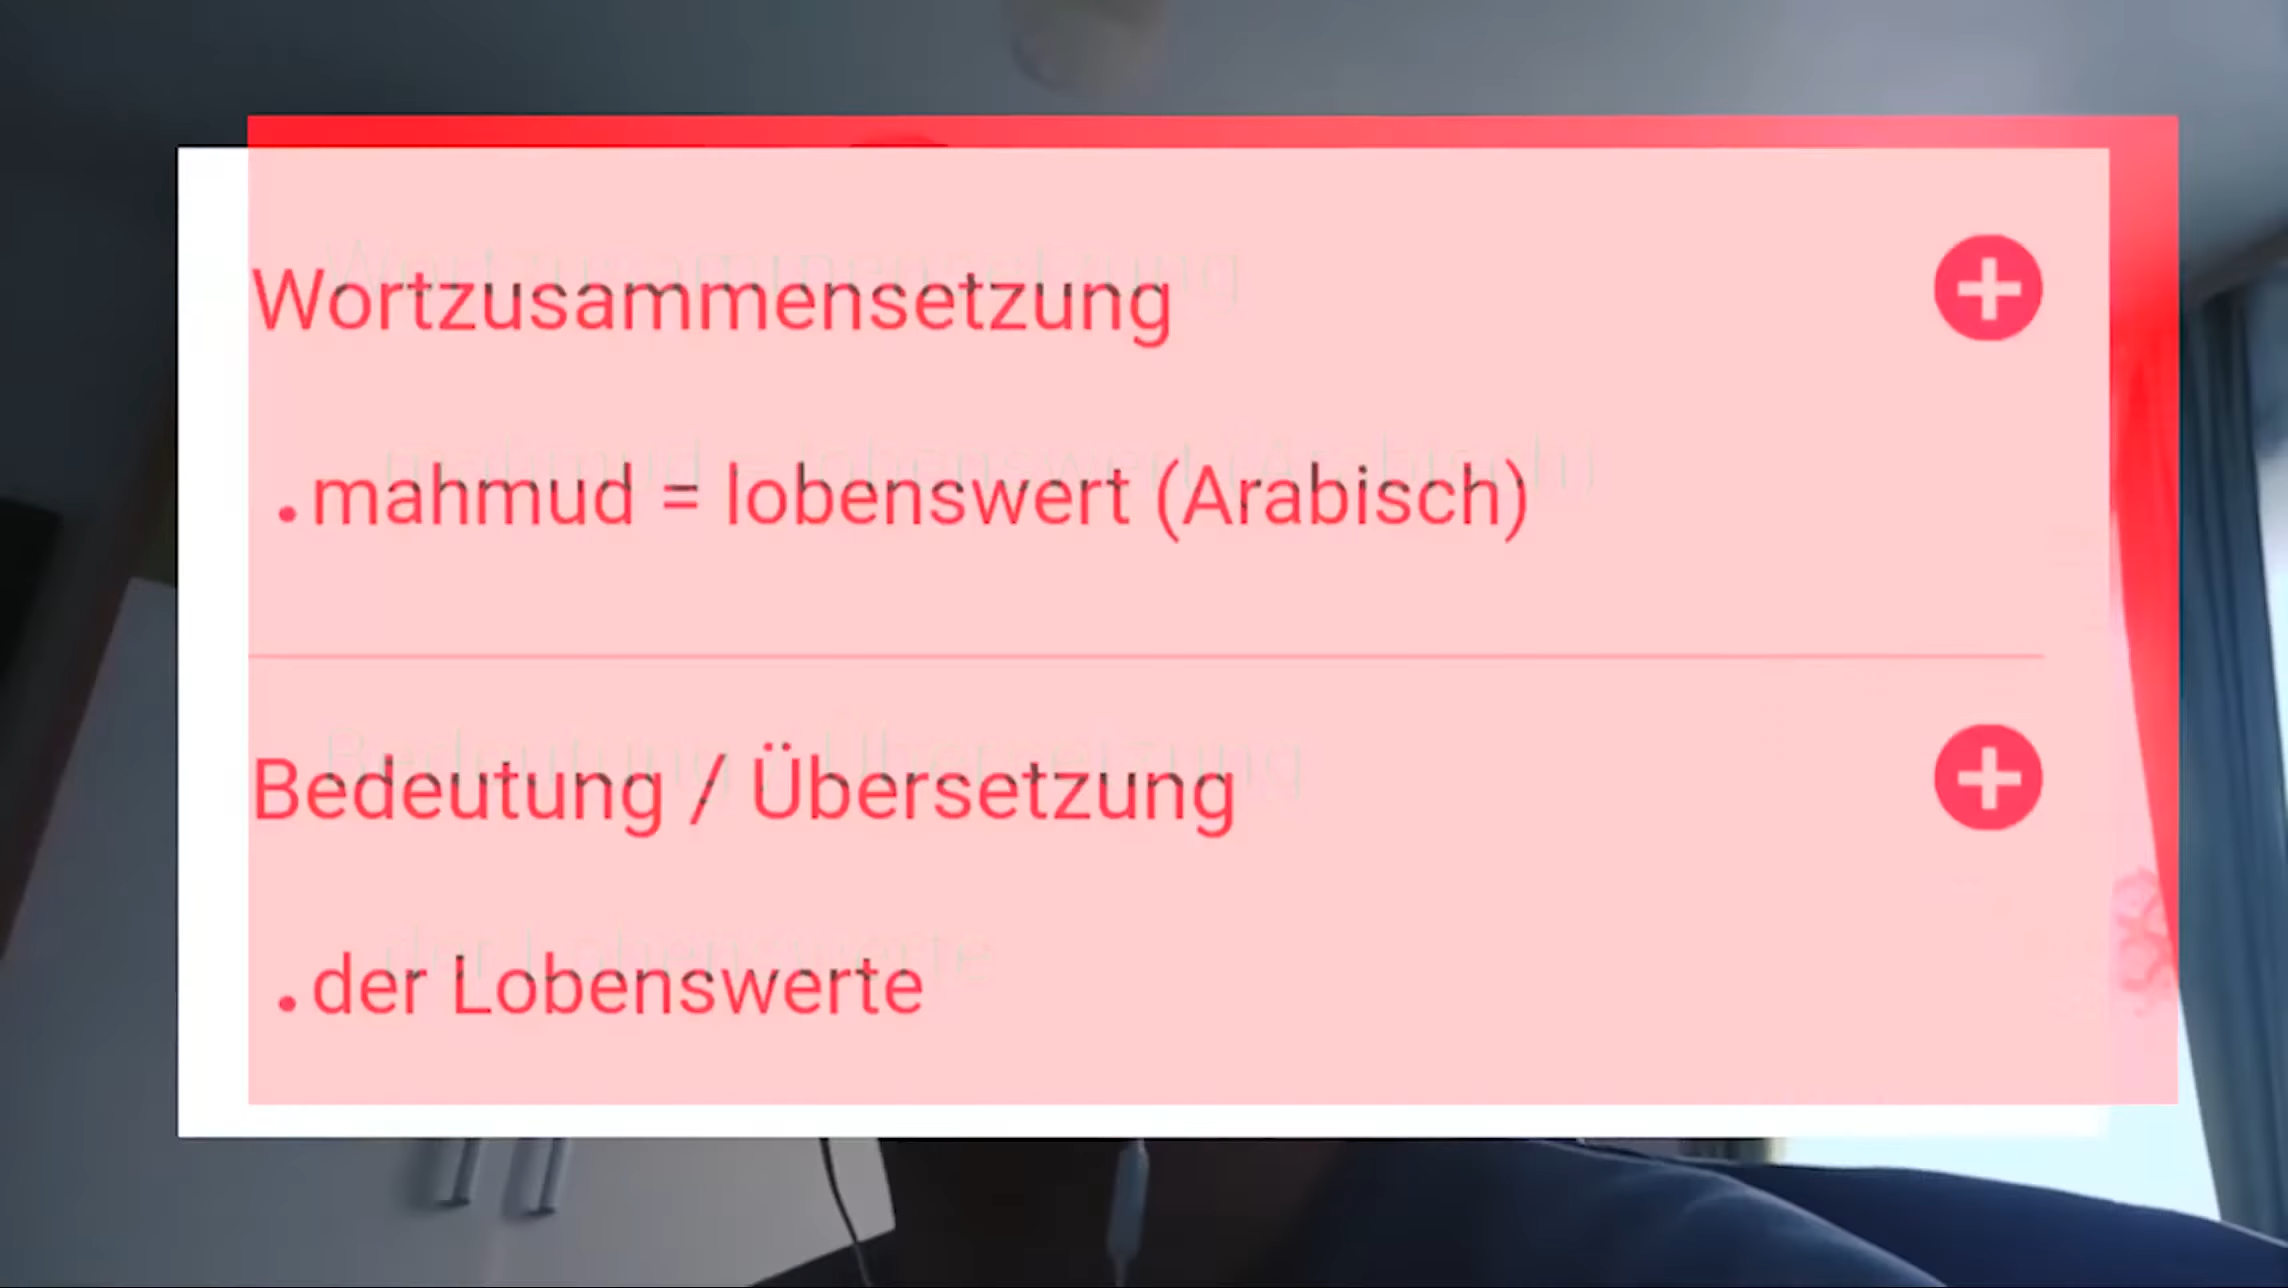 Wortzusammensetzung
. mahmud = lobenswert (Arabisch)
Bedeutung / Übersetzung
. der Lobenswerte